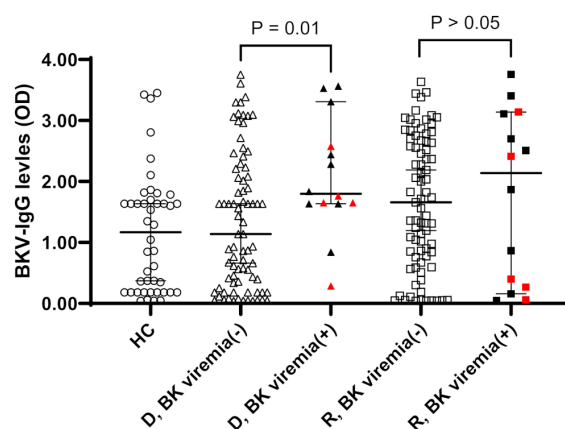 P = 0.01
P > 0.05
BKV-IgG levles (OD)
4.00
3.00
2.00
1.00
0.00
HC
D, BK viremia(-)
D, BK viremia(+)
R, BK viremia(-)
R, BK viremia(+)